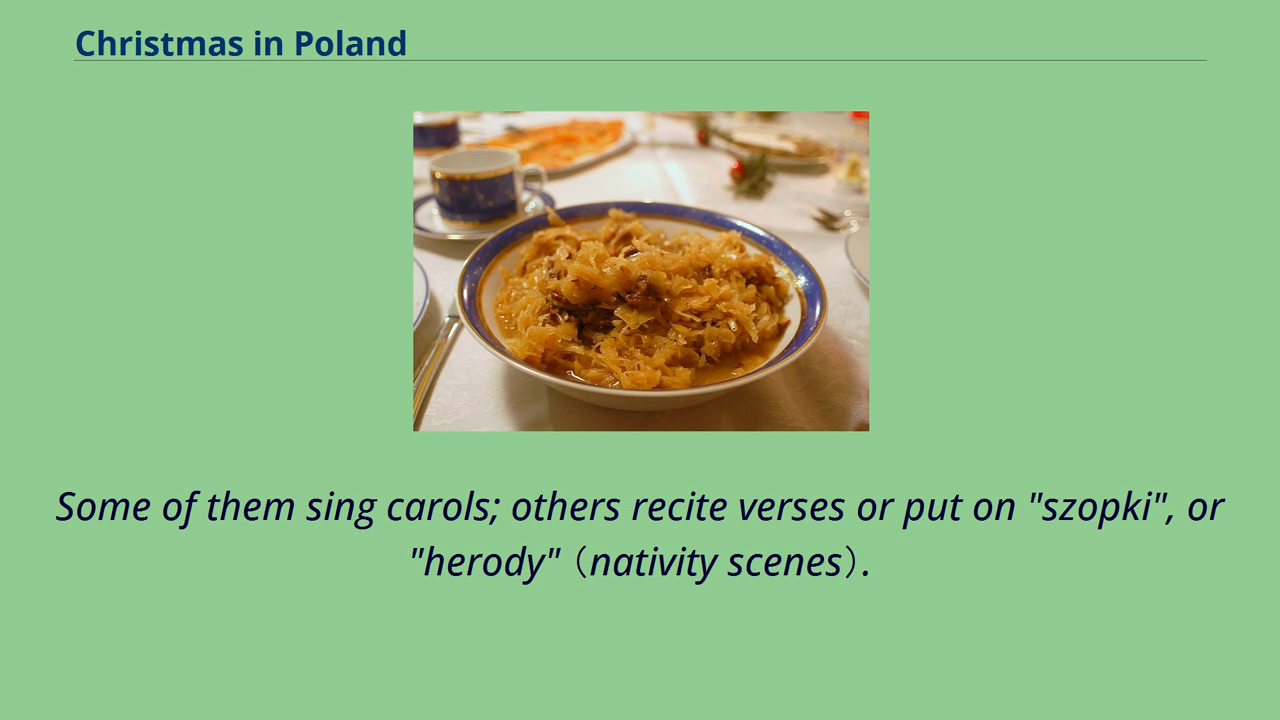 Christmas in Poland
Some of them sing carols; others recite verses or put on "szopki", or
"herody"（nativity scenes）.